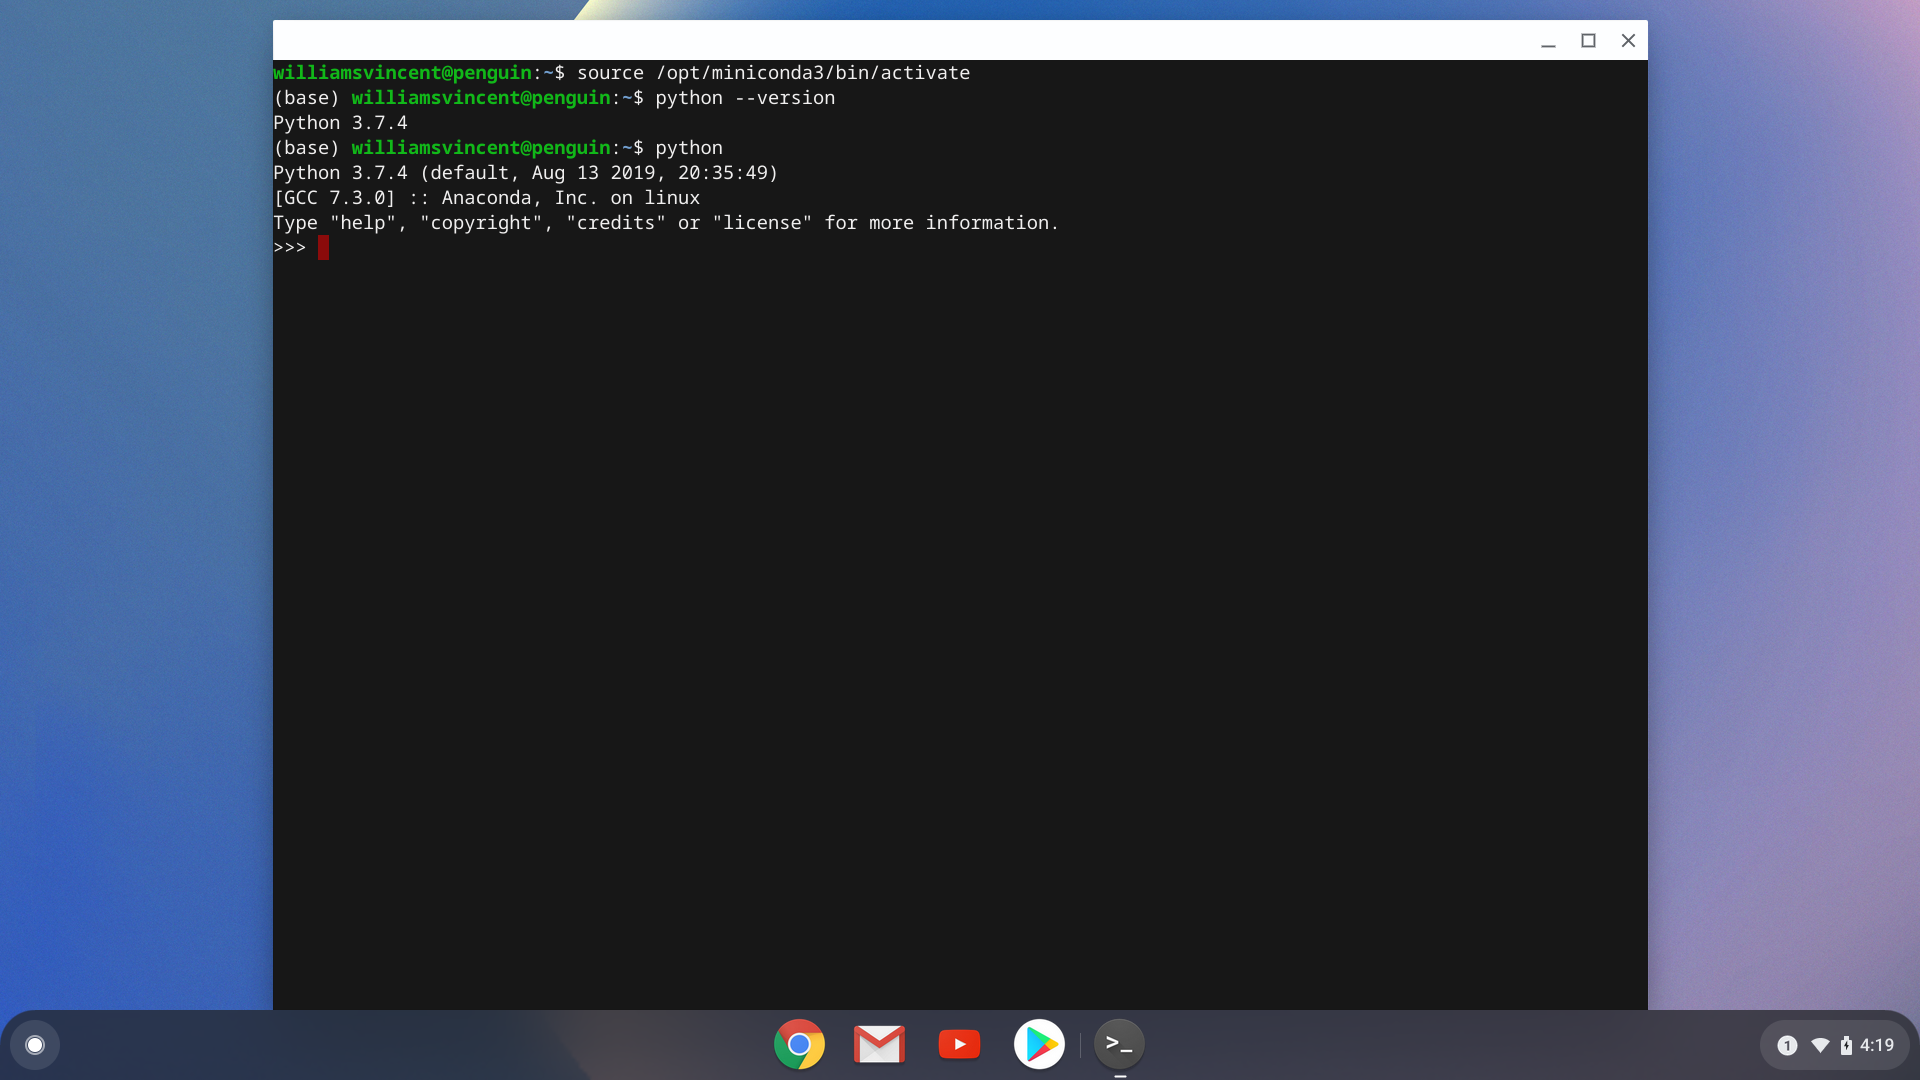 williamsvincent@penguin:~$ source /opt/miniconda3/bin/activate
(base) williamsvincent@penguin:~$ python --version
Python 3.7.4
(base) williamsvincent@penguin:~$ python
Python 3.7.4 (default, Aug 13 2019, 20:35:49)
[GCC 7.3.0] :: Anaconda, Inc. on linux
Type "help", "copyright", "credits" or "license" for more information.
>>>
>_
1 4:19